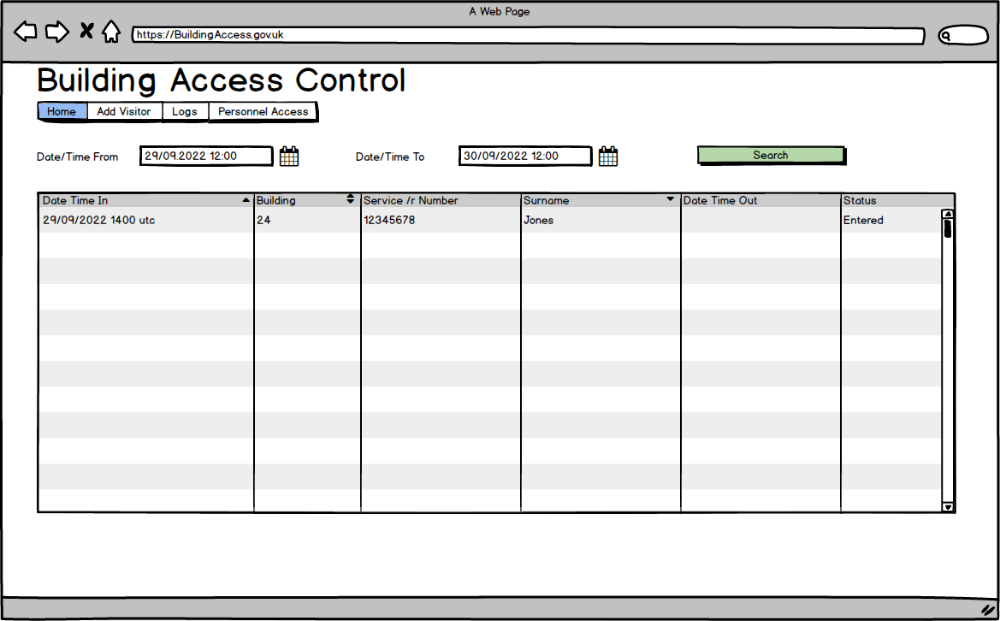 A Web Page
https://BuildingAccess.gov.uk
Building Access Control
Home Add Visitor Logs Personnel Access
Date/Time From 29/09.2022 12:00 Date/Time To 30/09/2022 12:00 Search
Date Time In Building Service /r Number Surname Date Time Out Status
29/09/2022 1400 utc 24 12345678 Jones Entered